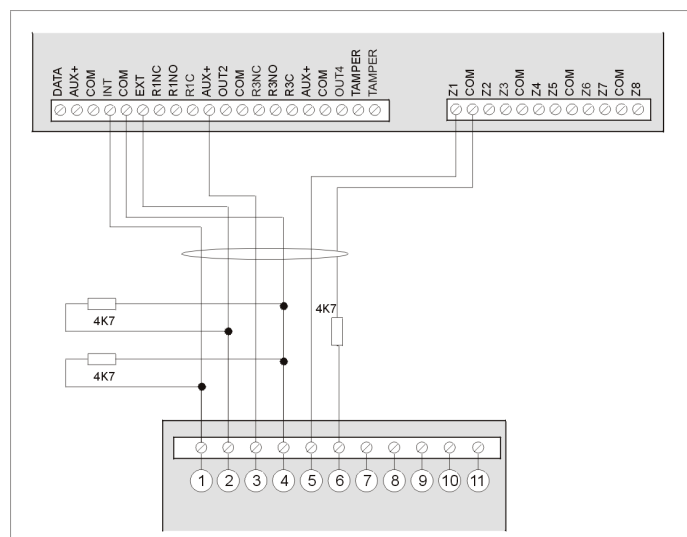 DATA
AUX+
COM
INT
COM
EXT
R1NC
R1NO
R1C
AUX+
OUT2
COM
R3NC
R3NO
R3C
AUX+
COM
OUT4
TAMPER
TAMPER
Z1
COM
Z2
Z3
COM
Z4
Z5
COM
Z6
Z7
COM
Z8
4K7
4K7
4K7
1
2
3
4
5
6
7
8
9
10
11